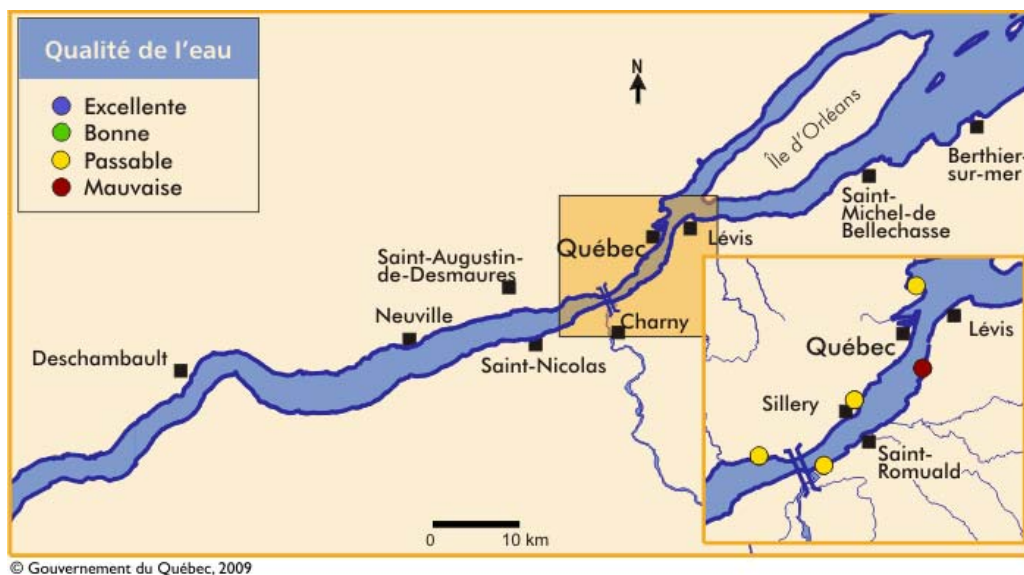 Qualité de l'eau
Excellente
Bonne
Passable
Mauvaise
N
Île d'Orléans
Berthier-
sur-mer
Saint-
Michel-de
Bellechasse
Québec
Lévis
Saint-Augustin-
de-Desmaures
Neuville
Charny
Deschambault
Saint-Nicolas
Lévis
Québec
Sillery
Saint-
Romuald
0 10 km
© Gouvernement du Québec, 2009